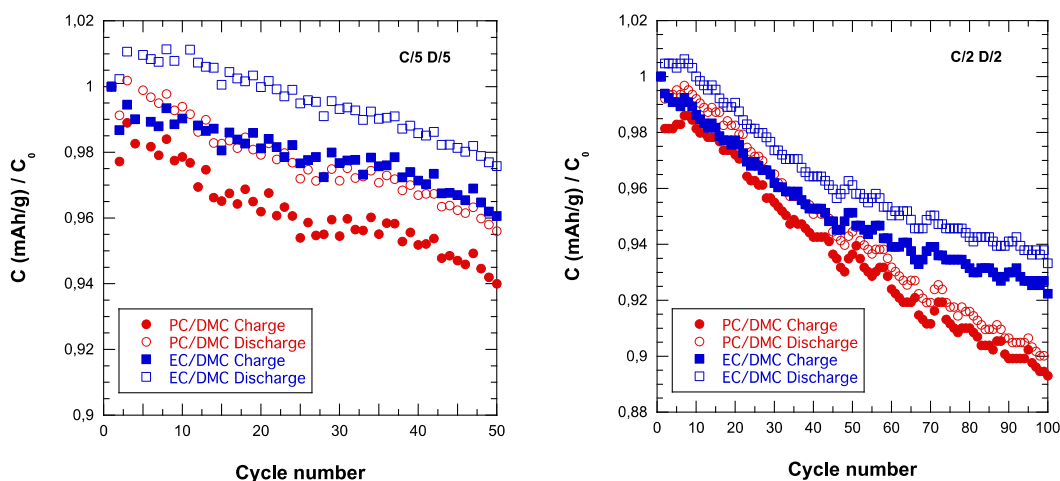 C/5 D/5
C (mAh/g) / C0
1,02
1
0,98
0,96
0,94
0,92
0,9
PC/DMC Charge
PC/DMC Discharge
EC/DMC Charge
EC/DMC Discharge
0 10 20 30 40 50
Cycle number
C/2 D/2
C (mAh/g) / C0
1,02
1
0,98
0,96
0,94
0,92
0,9
0,88
PC/DMC Charge
PC/DMC Discharge
EC/DMC Charge
EC/DMC Discharge
0 10 20 30 40 50 60 70 80 90 100
Cycle number